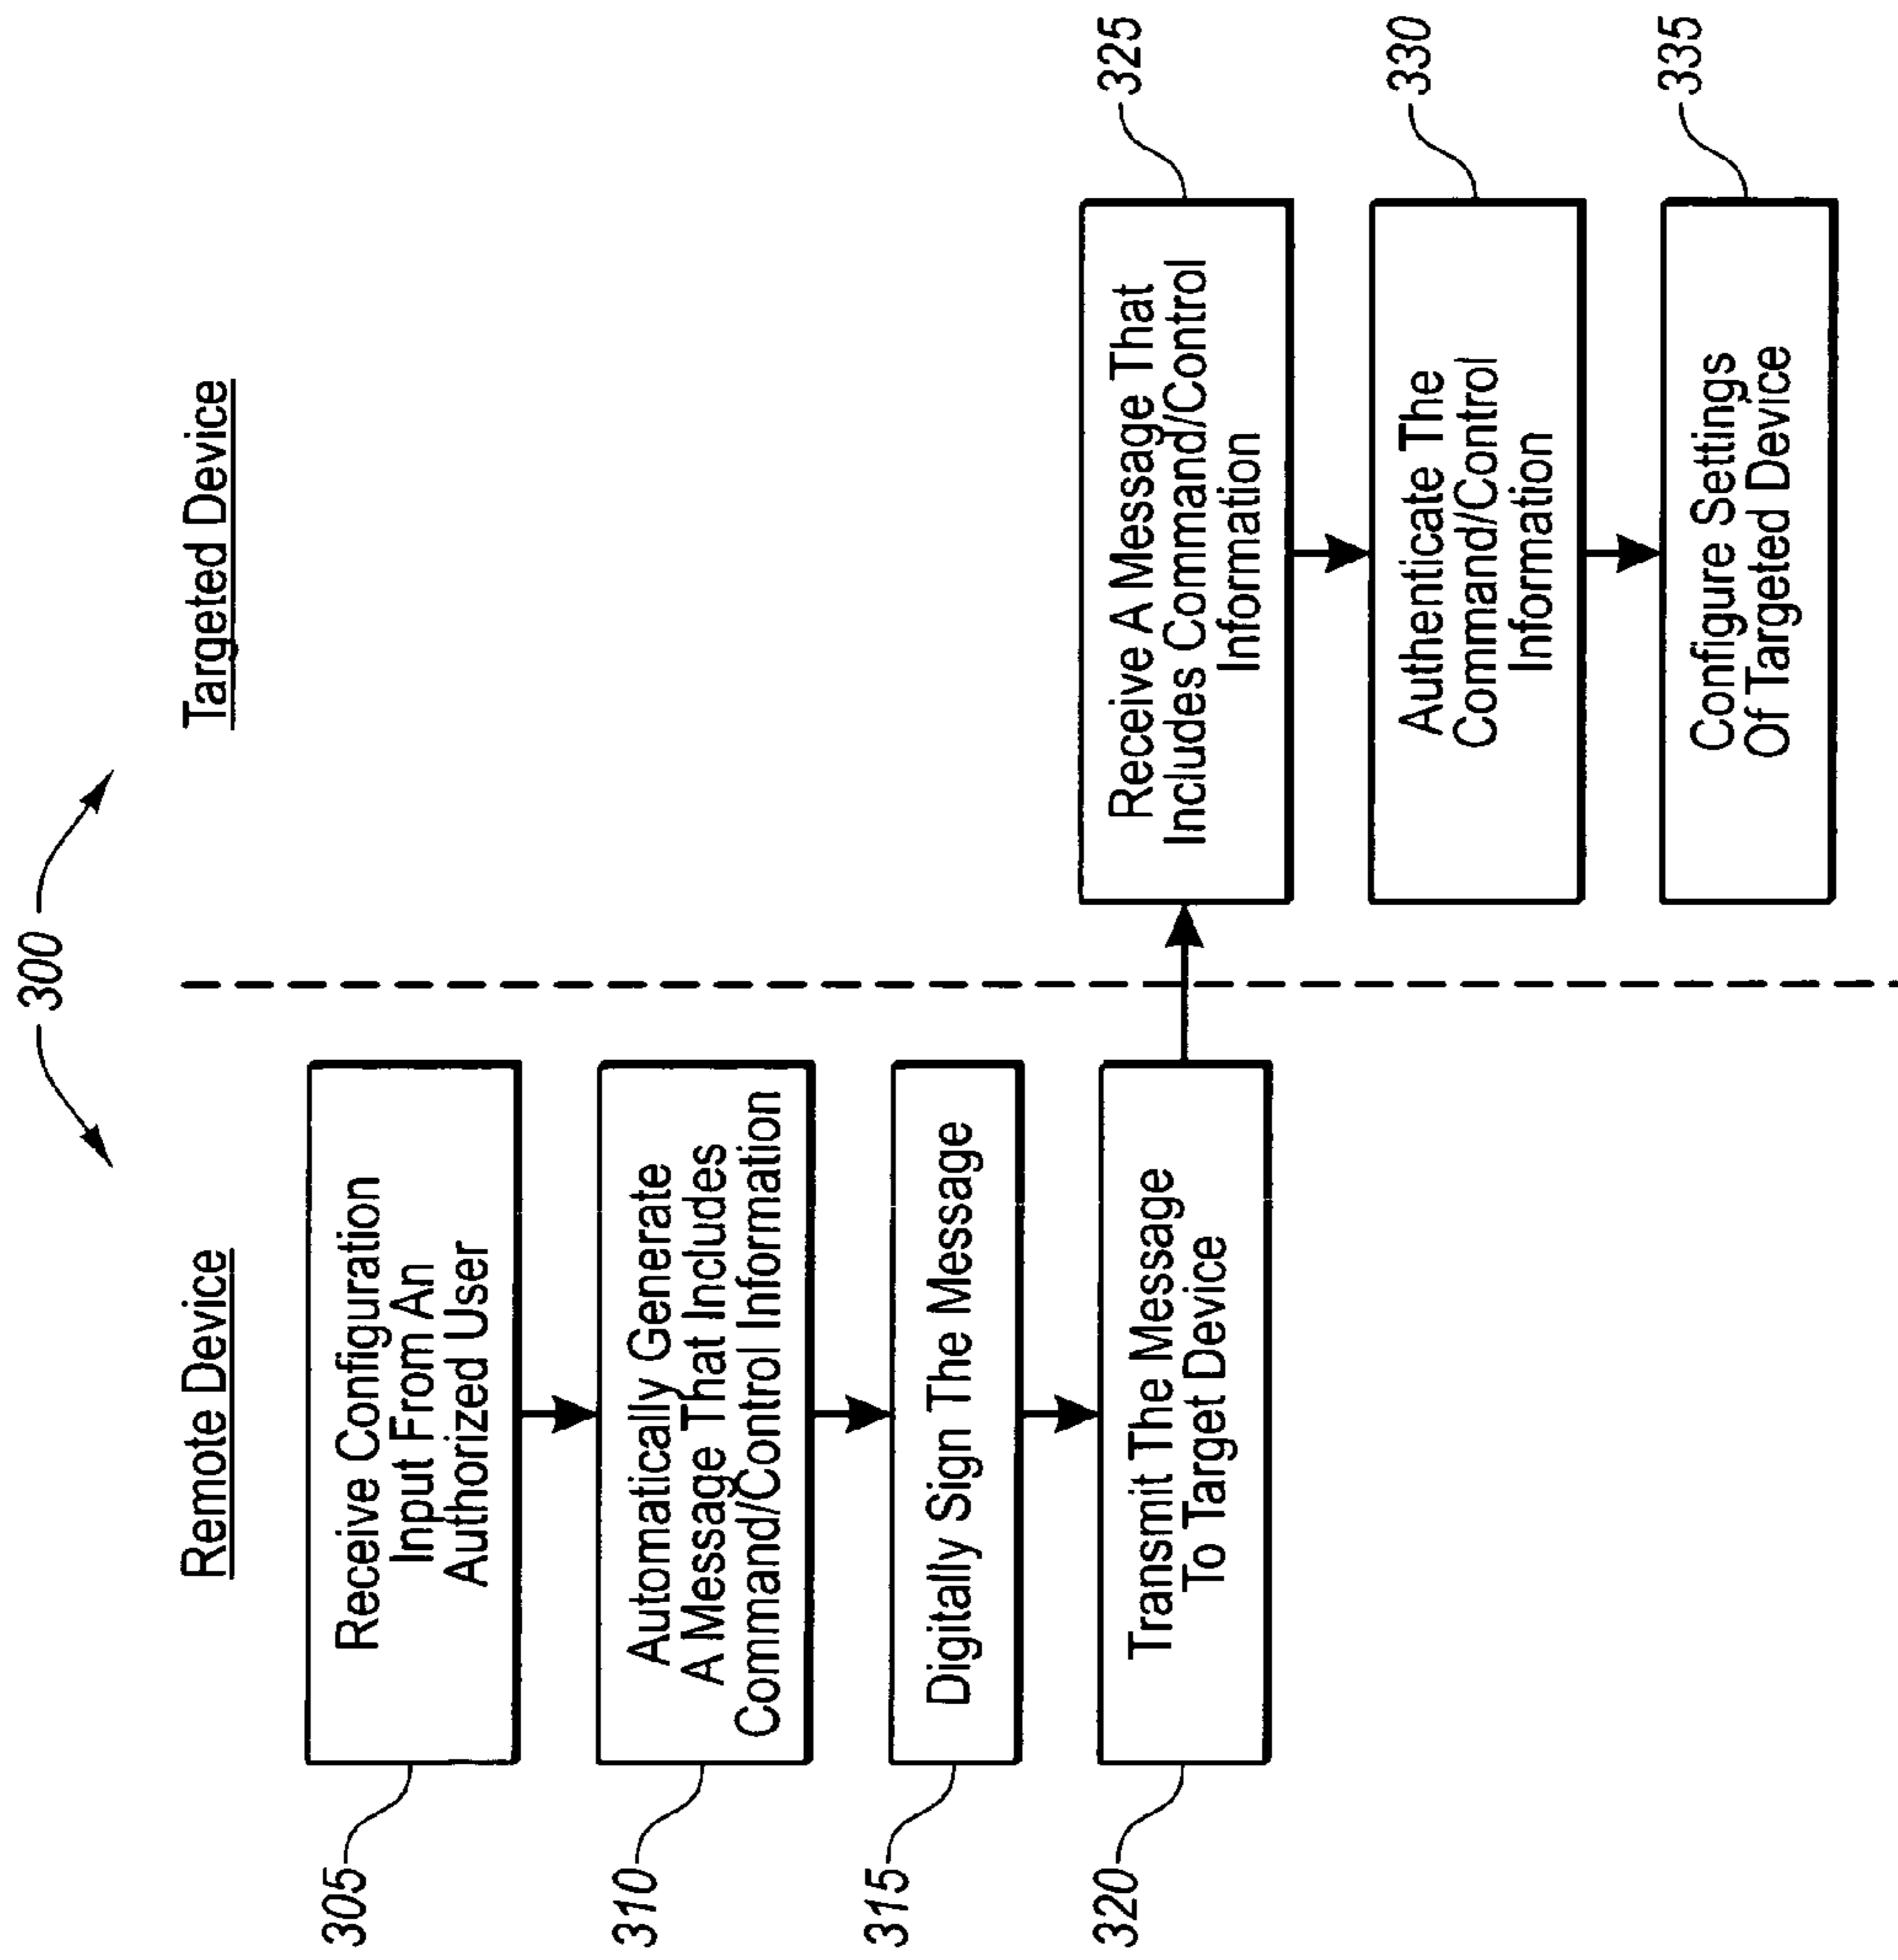 300
Remote Device
Targeted Device
305
Receive Configuration
Input From An
Authorized User
310
Automatically Generate
A Message That Includes
Command/Control Information
315
Digitally Sign The Message
320
Transmit The Message
To Target Device
325
Receive A Message That
Includes Command/Control
Information
330
Authenticate The
Command/Control
Information
335
Configure Settings
Of Targeted Device